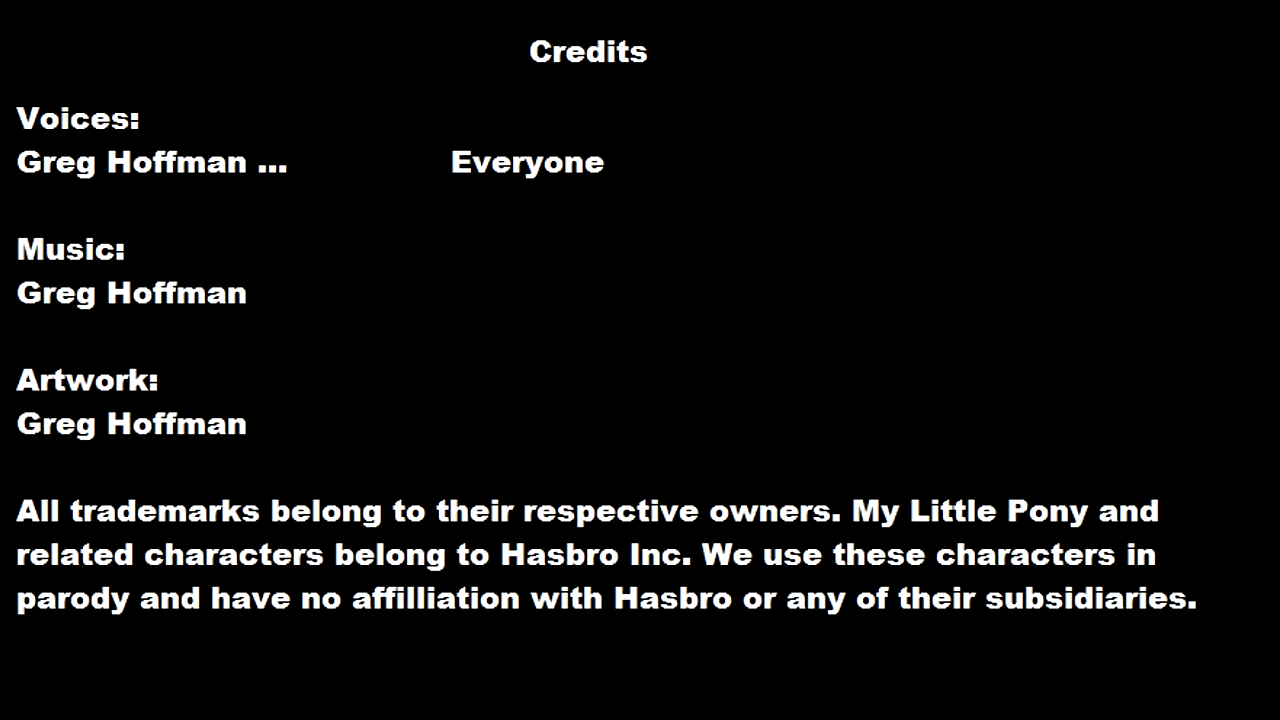 Credits
Voices:
Greg Hoffman ... Everyone
Music:
Greg Hoffman
Artwork:
Greg Hoffman
All trademarks belong to their respective owners. My Little Pony and
related characters belong to Hasbro Inc. We use these characters in
parody and have no affilliation with Hasbro or any of their subsidiaries.